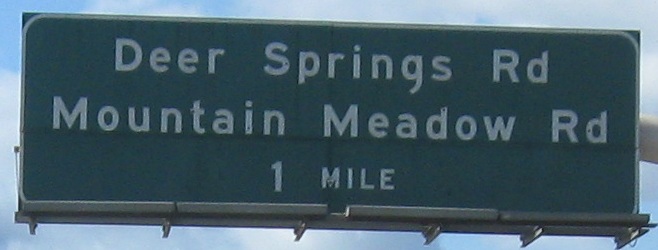 Deer Springs Rd
Mountain Meadow Rd
1 MILE